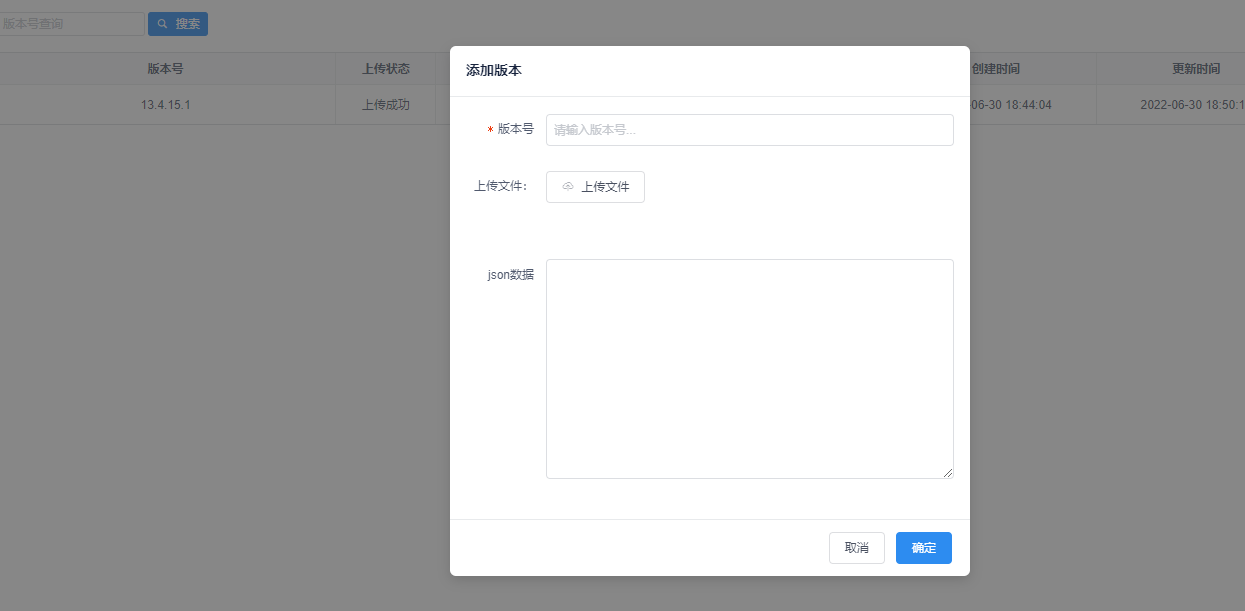 版本号查询 搜索
添加版本
版本号 上传状态 创建时间 更新时间
13.4.15.1 上传成功 -06-30 18:44:04 2022-06-30 18:50:1
* 版本号 请输入版本号...
上传文件: 上传文件
json数据
取消 确定